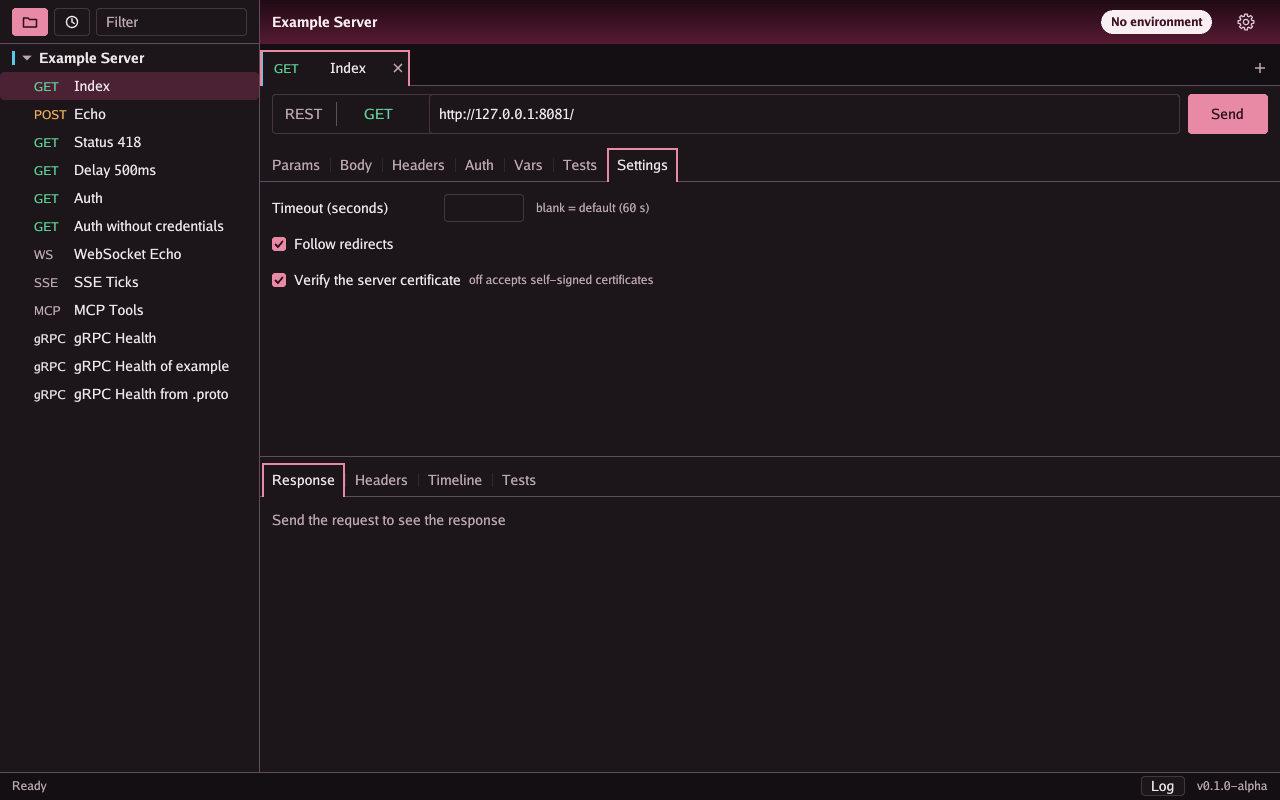 Filter
Example Server
No environment
Example Server
GET Index
POST Echo
GET Status 418
GET Delay 500ms
GET Auth
GET Auth without credentials
WS WebSocket Echo
SSE SSE Ticks
MCP MCP Tools
gRPC gRPC Health
gRPC gRPC Health of example
gRPC gRPC Health from .proto
GET Index
REST GET http://127.0.0.1:8081/ Send
Params Body Headers Auth Vars Tests Settings
Timeout (seconds) blank = default (60 s)
Follow redirects
Verify the server certificate off accepts self-signed certificates
Response Headers Timeline Tests
Send the request to see the response
Ready Log v0.1.0-alpha